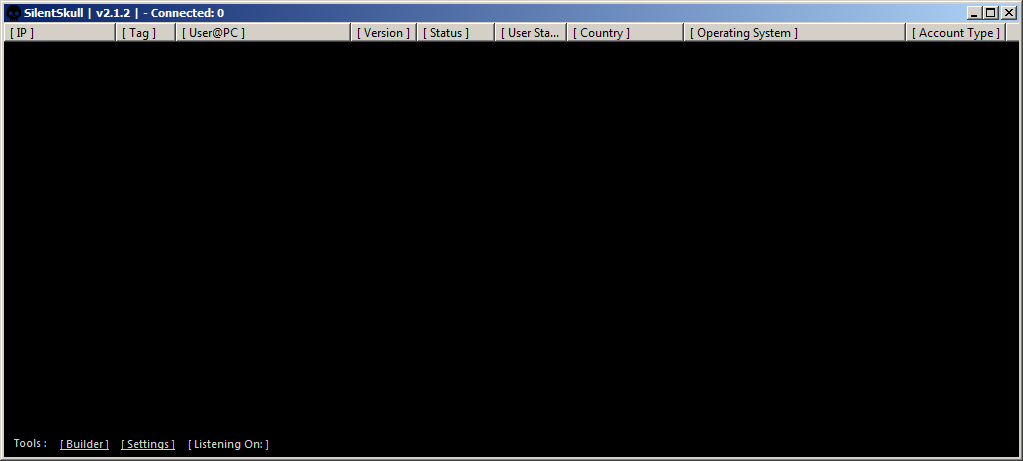 SilentSkull | v2.1.2 | - Connected: 0
[ IP ] [ Tag ] [ User@PC ] [ Version ] [ Status ] [ User Sta... [ Country ] [ Operating System ] [ Account Type ]
Tools : [ Builder ] [ Settings ] [ Listening On: ]